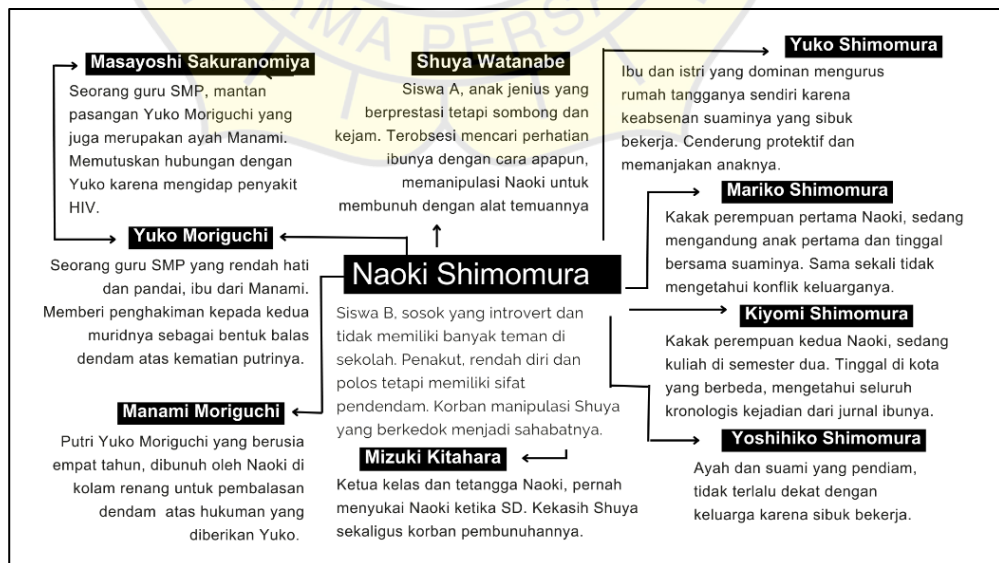 RMA PERSA
Masayoshi Sakuranomiya
Seorang guru SMP, mantan
pasangan Yuko Moriguchi yang
juga merupakan ayah Manami.
Memutuskan hubungan dengan
Yuko karena mengidap penyakit
HIV.
Yuko Moriguchi
Seorang guru SMP yang rendah hati
dan pandai, ibu dari Manami.
Memberi penghakiman kepada kedua
muridnya sebagai bentuk balas
dendam atas kematian putrinya.
Manami Moriguchi
Putri Yuko Moriguchi yang berusia
empat tahun, dibunuh oleh Naoki di
kolam renang untuk pembalasan
dendam atas hukuman yang
diberikan Yuko.
Shuya Watanabe
Siswa A, anak jenius yang
berprestasi tetapi sombong dan
kejam. Terobsesi mencari perhatian
ibunya dengan cara apapun,
memanipulasi Naoki untuk
membunuh dengan alat temuannya
Naoki Shimomura
Siswa B, sosok yang introvert dan
tidak memiliki banyak teman di
sekolah. Penakut, rendah diri dan
polos tetapi memiliki sifat
pendendam. Korban manipulasi Shuya
yang berkedok menjadi sahabatnya.
Mizuki Kitahara
Ketua kelas dan tetangga Naoki, pernah
menyukai Naoki ketika SD. Kekasih Shuya
sekaligus korban pembunuhannya.
Yuko Shimomura
Ibu dan istri yang dominan mengurus
rumah tangganya sendiri karena
keabsenan suaminya yang sibuk
bekerja. Cenderung protektif dan
memanjakan anaknya.
Mariko Shimomura
Kakak perempuan pertama Naoki, sedang
mengandung anak pertama dan tinggal
bersama suaminya. Sama sekali tidak
mengetahui konflik keluarganya.
Kiyomi Shimomura
Kakak perempuan kedua Naoki, sedang
kuliah di semester dua. Tinggal di kota
yang berbeda, mengetahui seluruh
kronologis kejadian dari jurnal ibunya.
Yoshihiko Shimomura
Ayah dan suami yang pendiam,
tidak terlalu dekat dengan
keluarga karena sibuk bekerja.